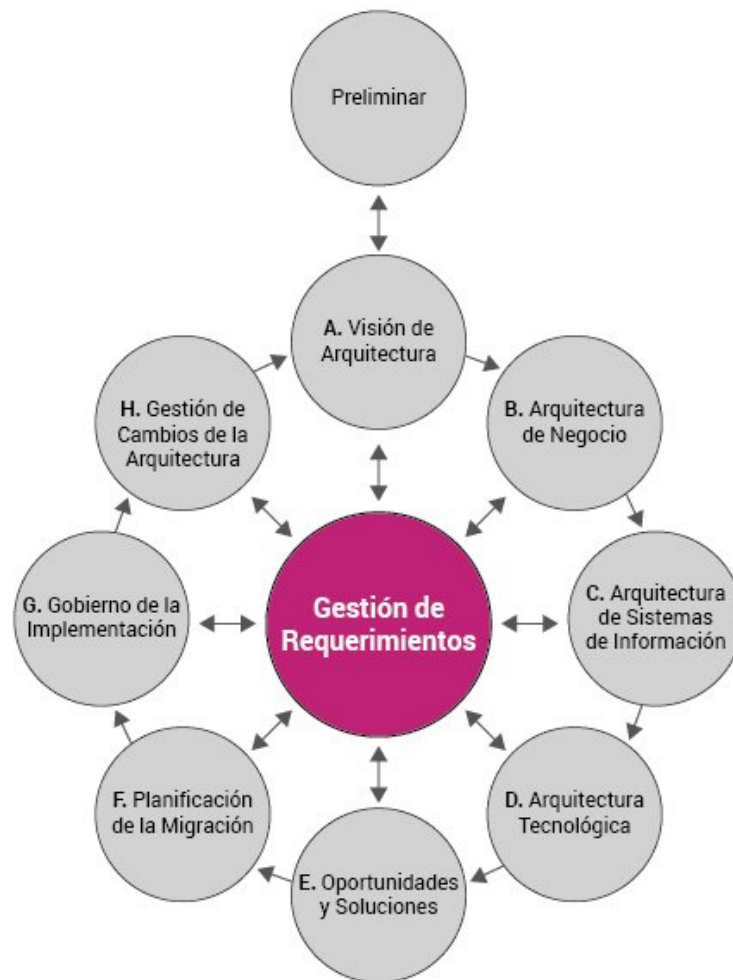 Preliminar
A. Visión de
Arquitectura
B. Arquitectura
de Negocio
C. Arquitectura
de Sistemas
de Información
D. Arquitectura
Tecnológica
E. Oportunidades
y Soluciones
F. Planificación
de la Migración
G. Gobierno de la
Implementación
H. Gestión de
Cambios de la
Arquitectura
Gestión de
Requerimientos